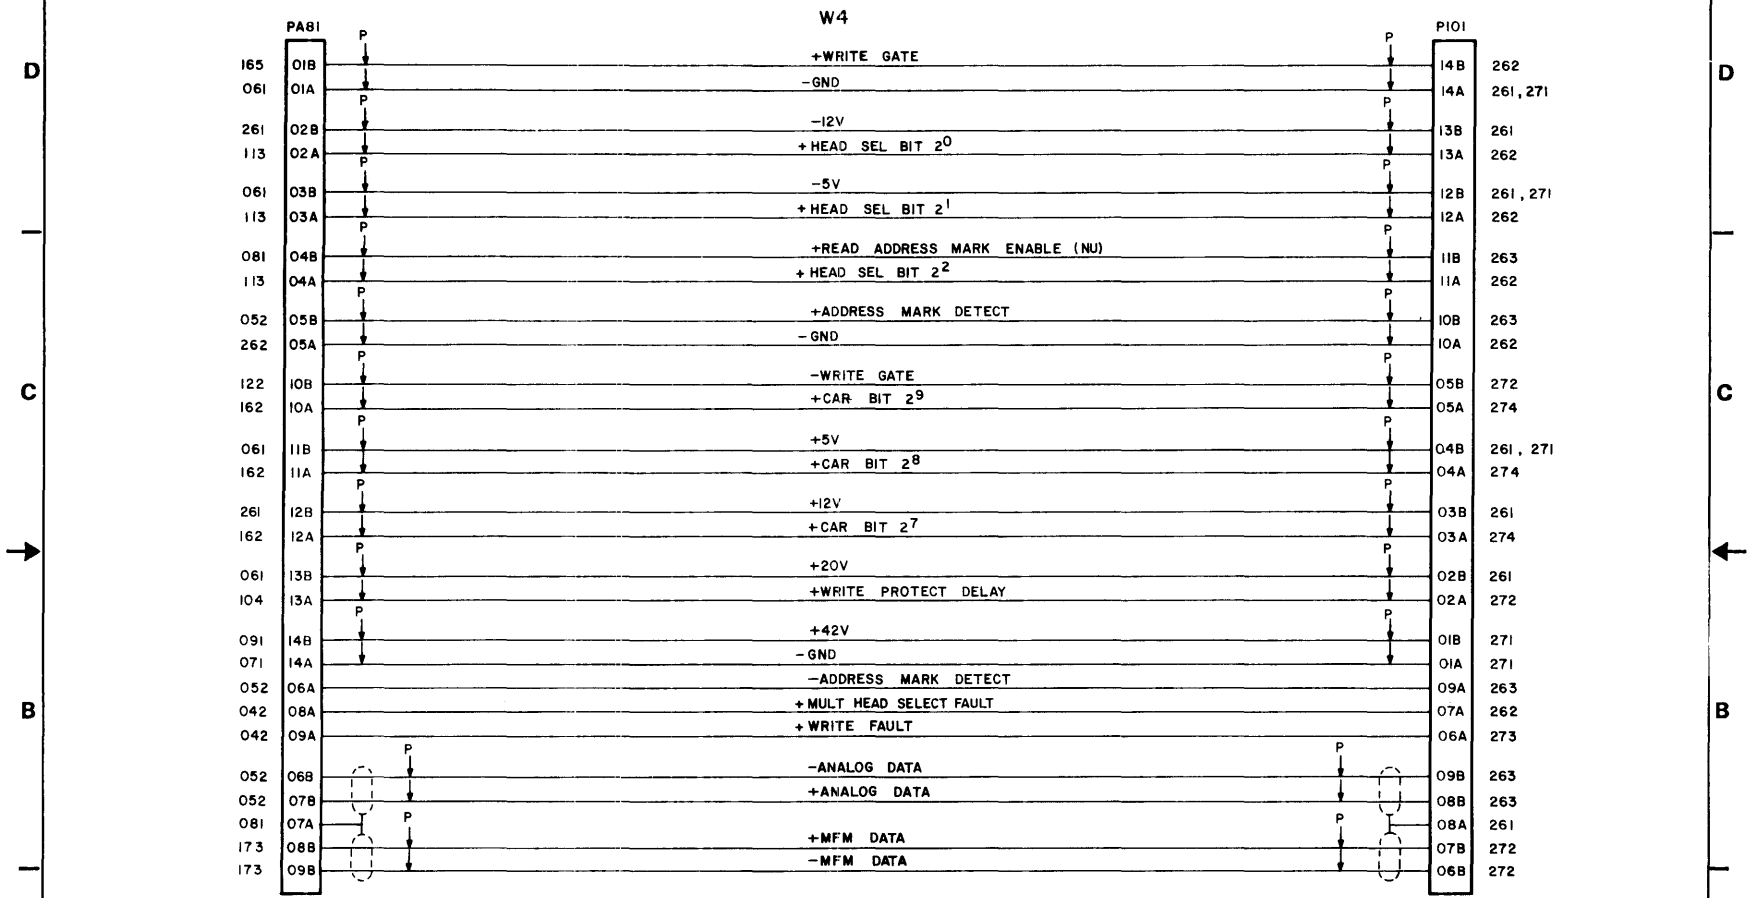 W4
PA81 P101
P P
165 01B +WRITE GATE 14B 262
D D
061 01A -GND 14A 261,271
P P
261 02B -12V 13B 261
113 02A +HEAD SEL BIT 2⁰ 13A 262
P P
061 03B -5V 12B 261,271
113 03A +HEAD SEL BIT 2¹ 12A 262
P P
081 04B +READ ADDRESS MARK ENABLE (NU) 11B 263
113 04A +HEAD SEL BIT 2² 11A 262
P P
052 05B +ADDRESS MARK DETECT 10B 263
262 05A -GND 10A 262
P P
122 10B -WRITE GATE 05B 272
C C
162 10A +CAR BIT 2⁹ 05A 274
P P
061 11B +5V 04B 261, 271
162 11A +CAR BIT 2⁸ 04A 274
P P
261 12B +12V 03B 261
162 12A +CAR BIT 2⁷ 03A 274
P P
061 13B +20V 02B 261
104 13A +WRITE PROTECT DELAY 02A 272
P P
091 14B +42V 01B 271
071 14A -GND 01A 271
052 06A -ADDRESS MARK DETECT 09A 263
B 042 08A +MULT HEAD SELECT FAULT 07A 262 B
042 09A +WRITE FAULT 06A 273
P P
052 06B -ANALOG DATA 09B 263
052 07B +ANALOG DATA 08B 263
P P
081 07A 08A 261
173 08B +MFM DATA 07B 272
173 09B -MFM DATA 06B 272